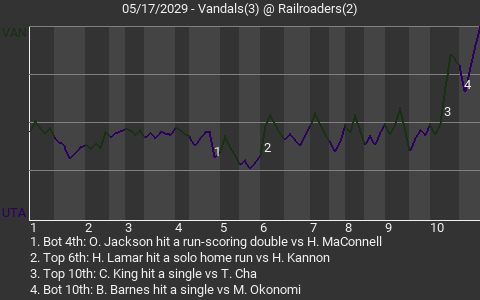 05/17/2029 - Vandals(3) @ Railroaders(2)
VAN
4
3
1
2
UTA
1 2 3 4 5 6 7 8 9 10
1. Bot 4th: O. Jackson hit a run-scoring double vs H. MaConnell
2. Top 6th: H. Lamar hit a solo home run vs H. Kannon
3. Top 10th: C. King hit a single vs T. Cha
4. Bot 10th: B. Barnes hit a single vs M. Okonomi